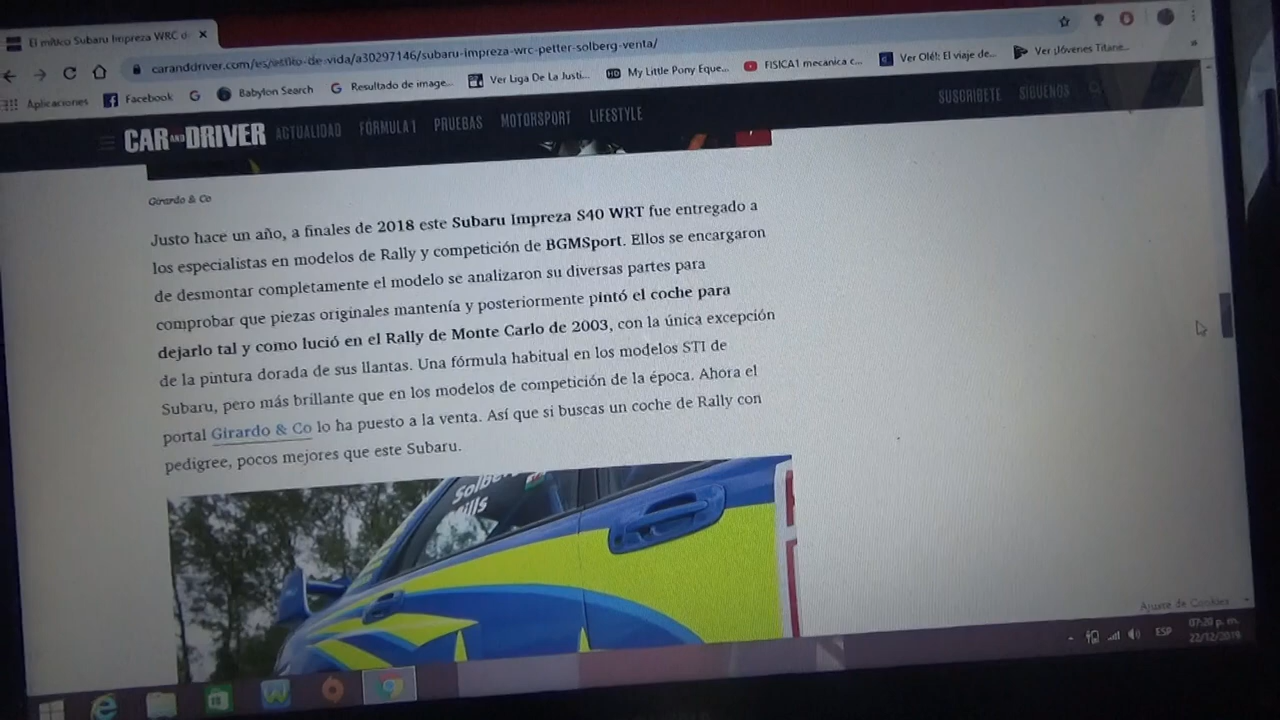 El mítico Subaru Impreza WRC
caranddriver.com/es/estilo-de-vida/a30297146/subaru-impreza-wrc-petter-solberg-venta/
Aplicaciones Facebook Babylon Search Resultado de image... Ver Liga De La Justi... My Little Pony Eque... FISICA1 mecanica c... Ver Olé!: El viaje de... Ver ¡Jóvenes Titane...
CAR AND DRIVER ACTUALIDAD FÓRMULA 1 PRUEBAS MOTORSPORT LIFESTYLE SUSCRÍBETE SÍGUENOS
Girardo & Co
Justo hace un año, a finales de 2018 este Subaru Impreza S40 WRT fue entregado a
los especialistas en modelos de Rally y competición de BGMSport. Ellos se encargaron
de desmontar completamente el modelo se analizaron su diversas partes para
comprobar que piezas originales mantenía y posteriormente pintó el coche para
dejarlo tal y como lució en el Rally de Monte Carlo de 2003, con la única excepción
de la pintura dorada de sus llantas. Una fórmula habitual en los modelos STI de
Subaru, pero más brillante que en los modelos de competición de la época. Ahora el
portal Girardo & Co lo ha puesto a la venta. Así que si buscas un coche de Rally con
pedigree, pocos mejores que este Subaru.
Solbe
ills
Ajuste de Cookies
ESP
07:20 p. m.
22/12/2019